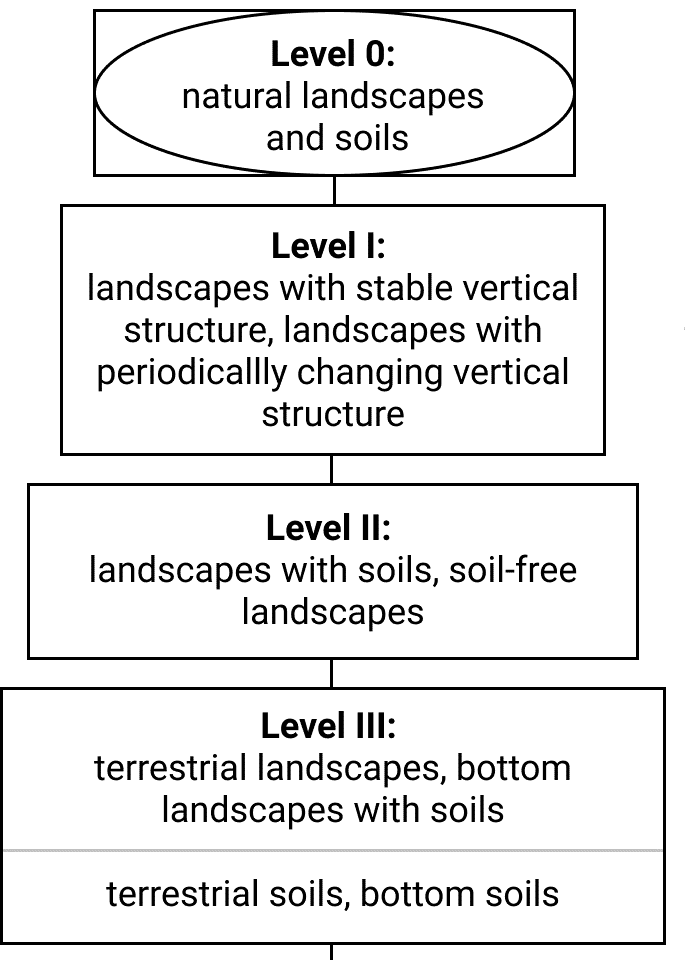 Level 0:
natural landscapes
and soils
Level I:
landscapes with stable vertical
structure, landscapes with
periodicallly changing vertical
structure
Level II:
landscapes with soils, soil-free
landscapes
Level III:
terrestrial landscapes, bottom
landscapes with soils
terrestrial soils, bottom soils